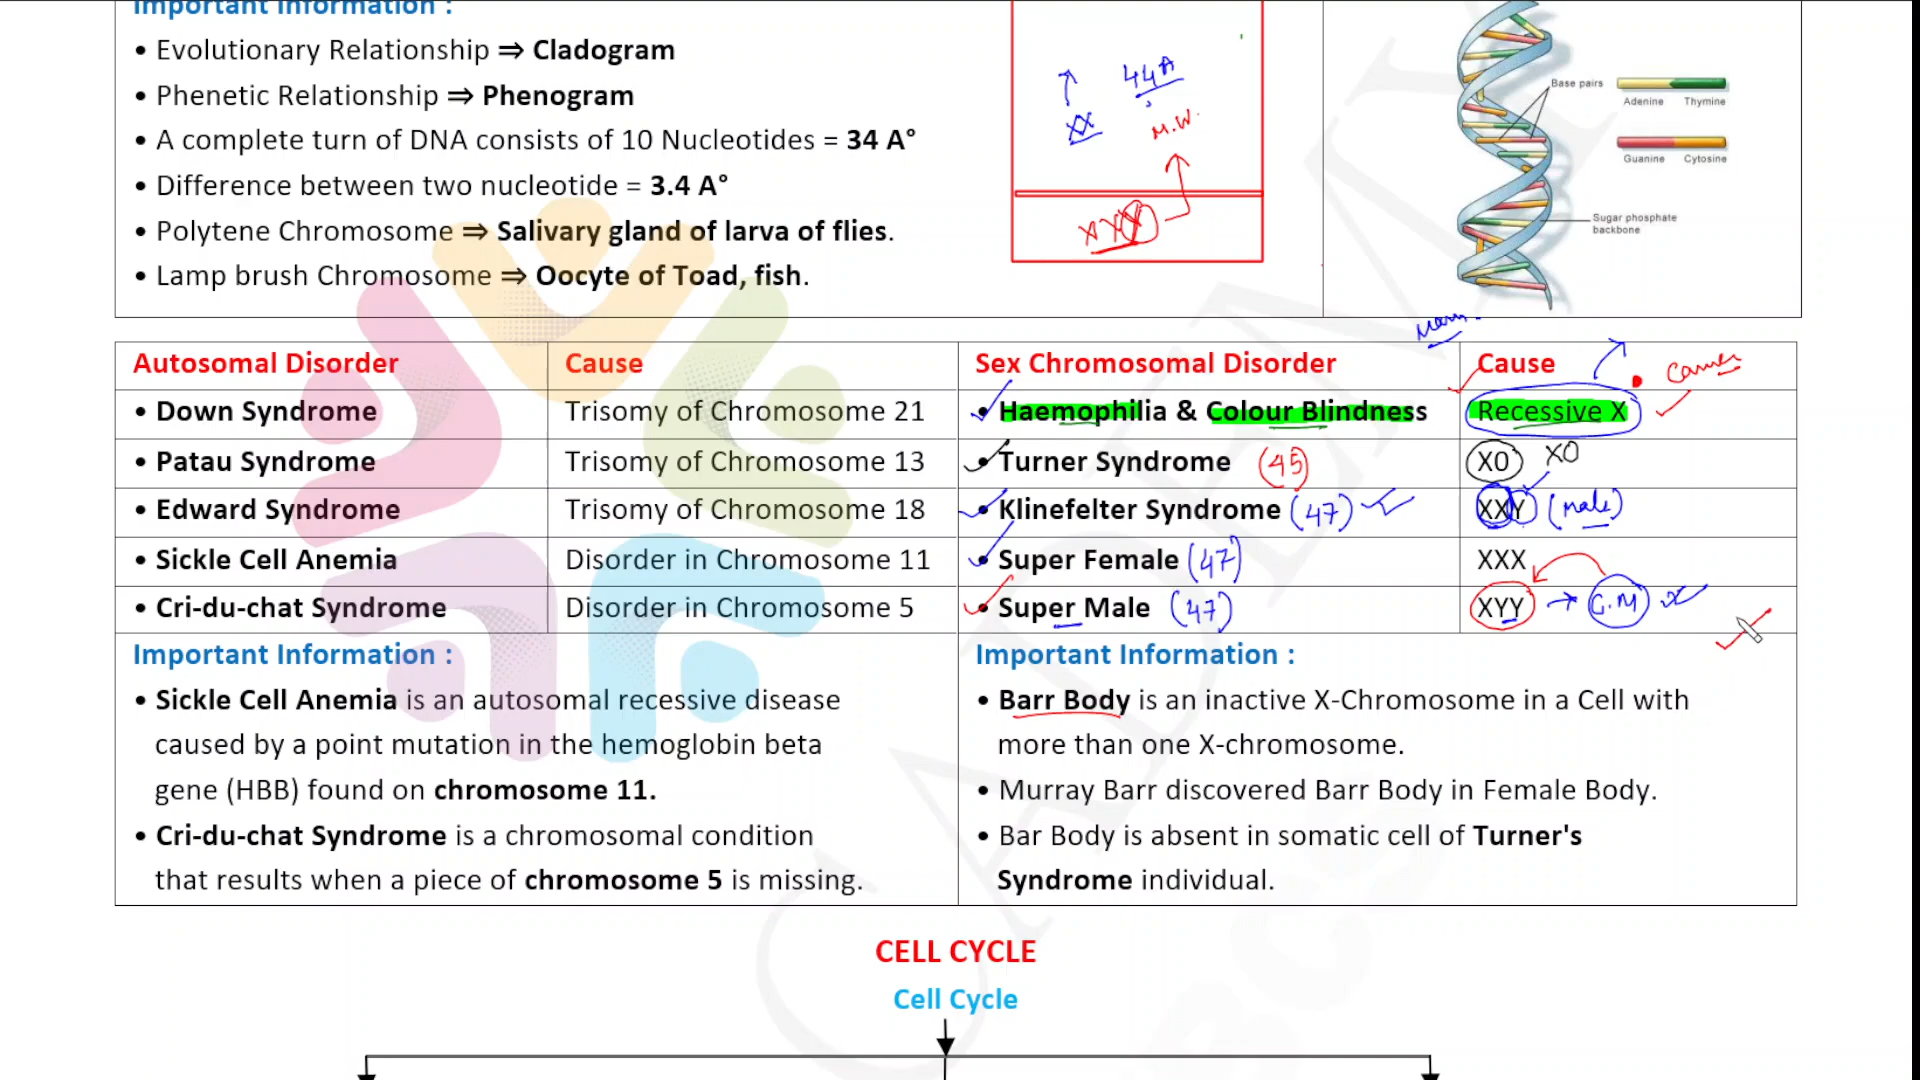 Important Information :
• Evolutionary Relationship ⇒ Cladogram
• Phenetic Relationship ⇒ Phenogram
• A complete turn of DNA consists of 10 Nucleotides = 34 A°
• Difference between two nucleotide = 3.4 A°
• Polytene Chromosome ⇒ Salivary gland of larva of flies.
• Lamp brush Chromosome ⇒ Oocyte of Toad, fish.
44A
XX
M.W.
XXY
Base pairs
Adenine Thymine
Guanine Cytosine
Sugar phosphate
backbone
Autosomal Disorder Cause Sex Chromosomal Disorder Cause
• Down Syndrome Trisomy of Chromosome 21 • Haemophilia & Colour Blindness Recessive X
• Patau Syndrome Trisomy of Chromosome 13 • Turner Syndrome (45) XO XO
• Edward Syndrome Trisomy of Chromosome 18 • Klinefelter Syndrome (47) XXY (male)
• Sickle Cell Anemia Disorder in Chromosome 11 • Super Female (47) XXX
• Cri-du-chat Syndrome Disorder in Chromosome 5 • Super Male (47) XYY → C.M
Important Information :
• Sickle Cell Anemia is an autosomal recessive disease
caused by a point mutation in the hemoglobin beta
gene (HBB) found on chromosome 11.
• Cri-du-chat Syndrome is a chromosomal condition
that results when a piece of chromosome 5 is missing.
Important Information :
• Barr Body is an inactive X-Chromosome in a Cell with
more than one X-chromosome.
• Murray Barr discovered Barr Body in Female Body.
• Bar Body is absent in somatic cell of Turner's
Syndrome individual.
CELL CYCLE
Cell Cycle